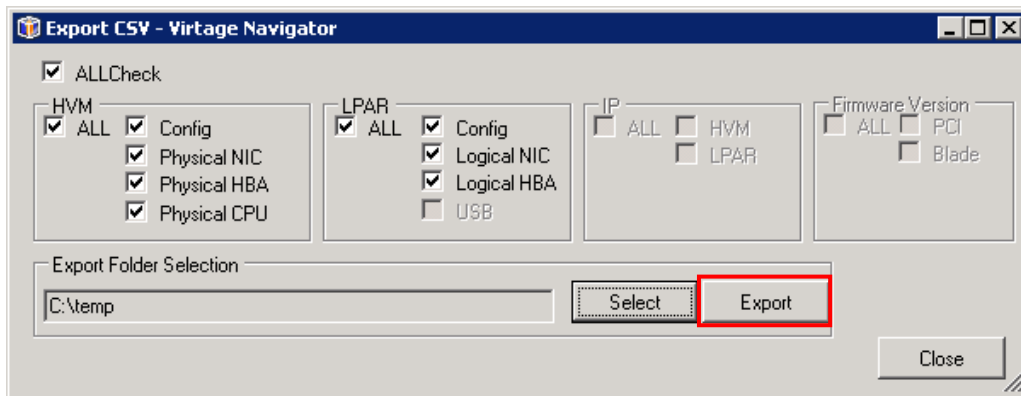 Export CSV - Virtage Navigator
ALLCheck
HVM
ALL
Config
Physical NIC
Physical HBA
Physical CPU
LPAR
ALL
Config
Logical NIC
Logical HBA
USB
IP
ALL
HVM
LPAR
Firmware Version
ALL
PCI
Blade
Export Folder Selection
C:\temp
Select
Export
Close